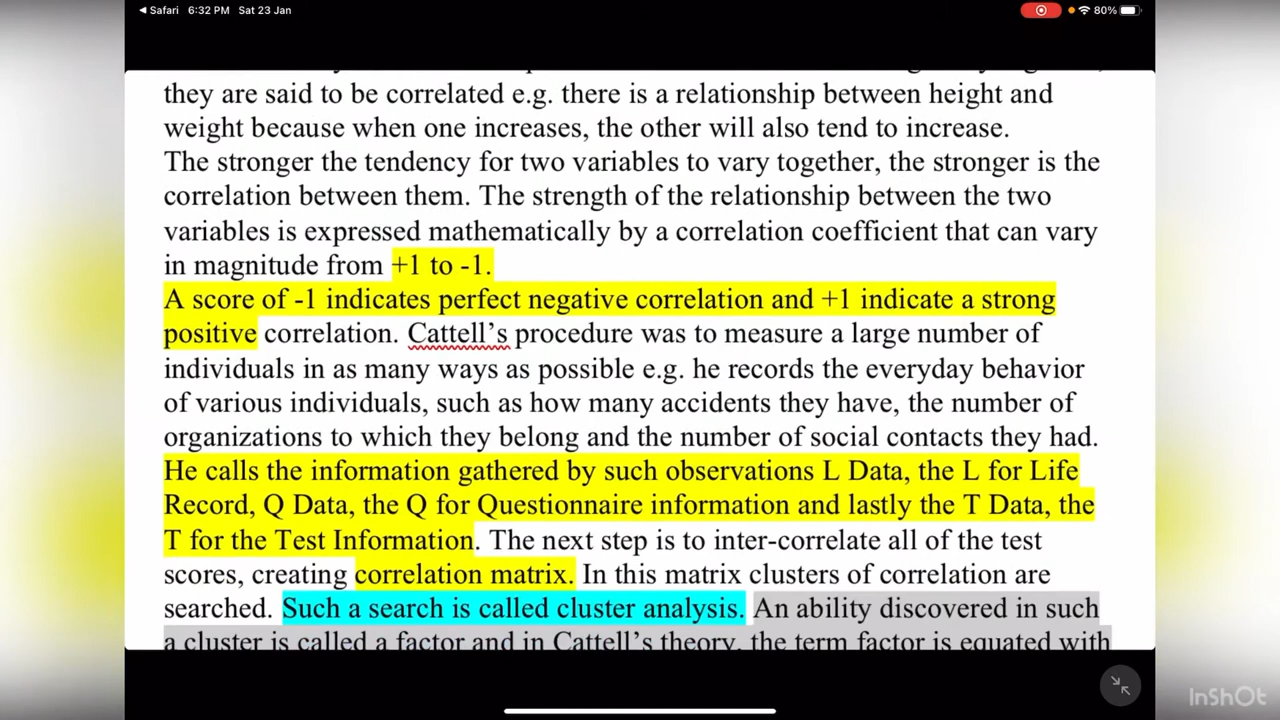 Safari 6:32 PM Sat 23 Jan 80%
they are said to be correlated e.g. there is a relationship between height and
weight because when one increases, the other will also tend to increase.
The stronger the tendency for two variables to vary together, the stronger is the
correlation between them. The strength of the relationship between the two
variables is expressed mathematically by a correlation coefficient that can vary
in magnitude from +1 to -1.
A score of -1 indicates perfect negative correlation and +1 indicate a strong
positive correlation. Cattell’s procedure was to measure a large number of
individuals in as many ways as possible e.g. he records the everyday behavior
of various individuals, such as how many accidents they have, the number of
organizations to which they belong and the number of social contacts they had.
He calls the information gathered by such observations L Data, the L for Life
Record, Q Data, the Q for Questionnaire information and lastly the T Data, the
T for the Test Information. The next step is to inter-correlate all of the test
scores, creating correlation matrix. In this matrix clusters of correlation are
searched. Such a search is called cluster analysis. An ability discovered in such
a cluster is called a factor and in Cattell’s theory, the term factor is equated with
InShOt